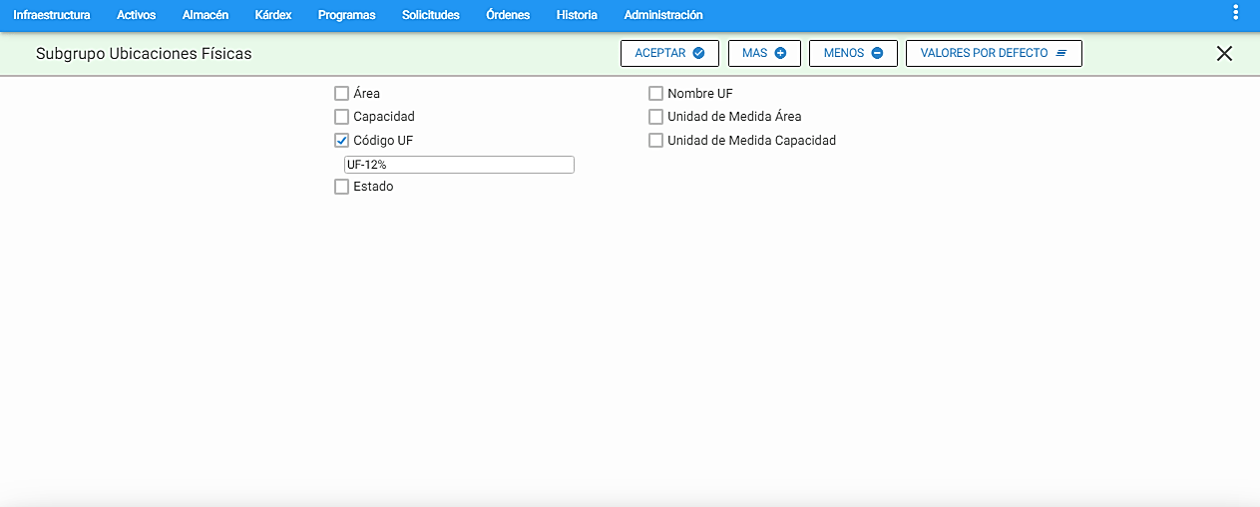 Infraestructura Activos Almacén Kárdex Programas Solicitudes Órdenes Historia Administración
Subgrupo Ubicaciones Físicas ACEPTAR MAS MENOS VALORES POR DEFECTO
Área Nombre UF
Capacidad Unidad de Medida Área
Código UF Unidad de Medida Capacidad
UF-12%
Estado